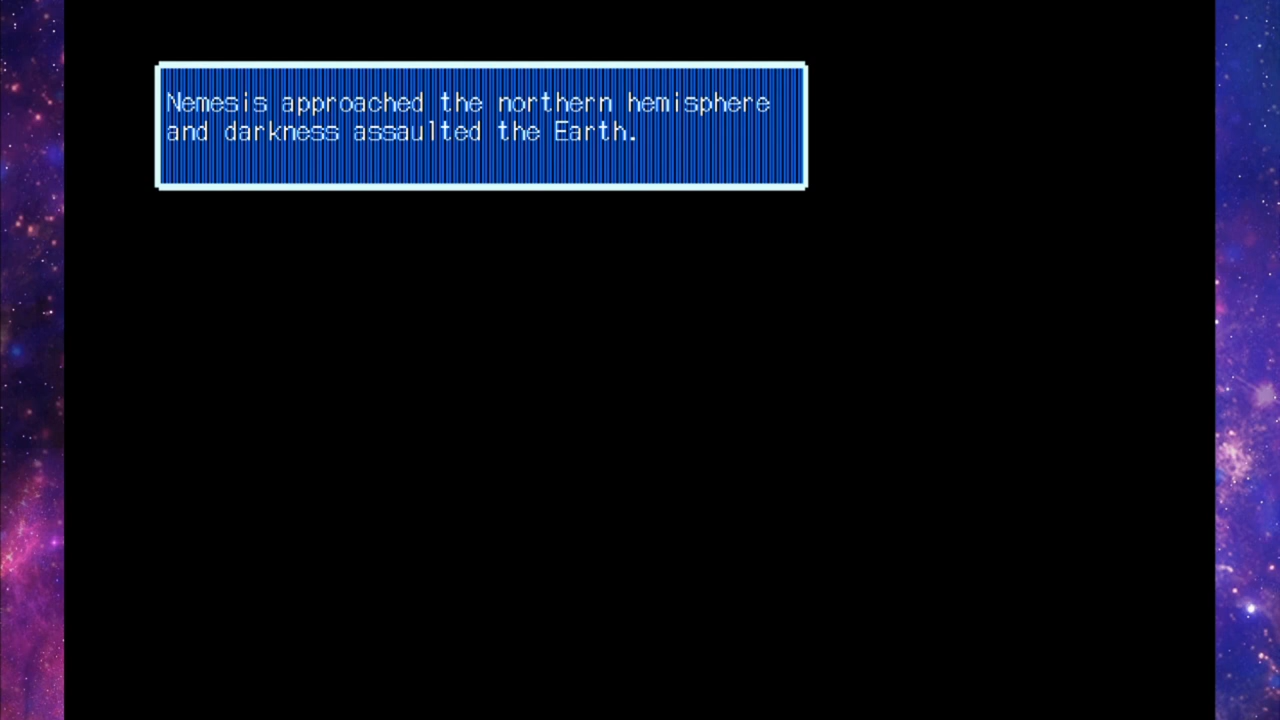 Nemesis approached the northern hemisphere
and darkness assaulted the Earth.